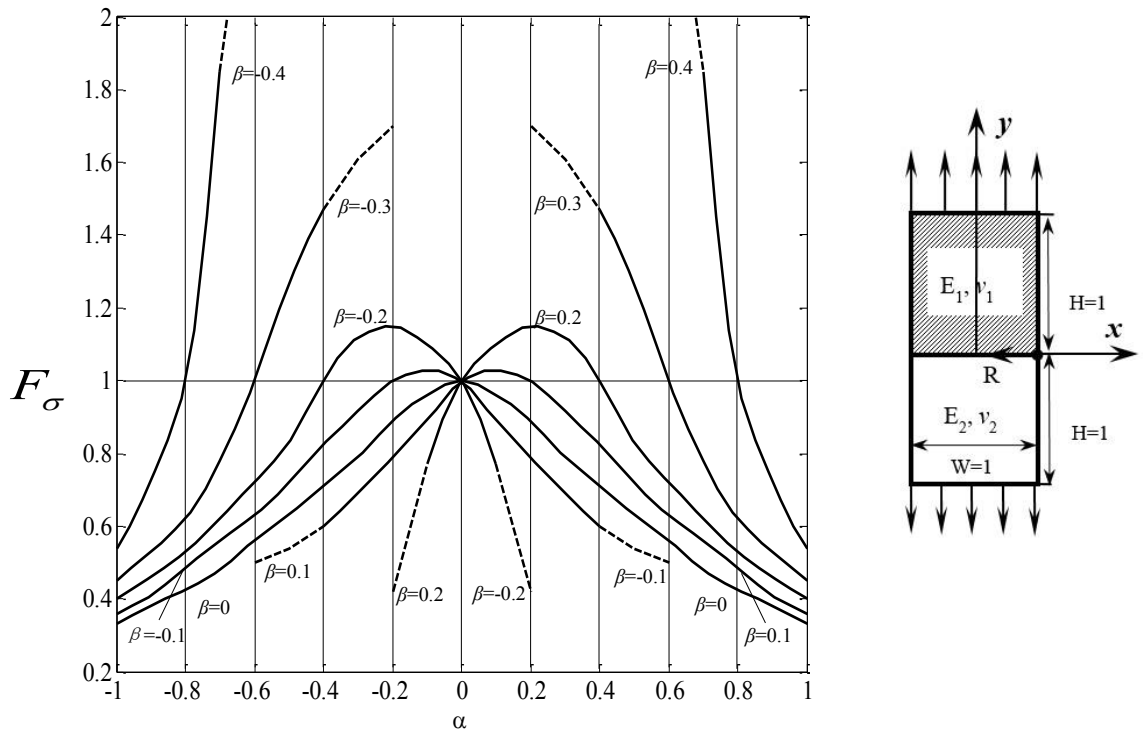 2
1.8
1.6
1.4
1.2
1
0.8
0.6
0.4
0.2
F_σ
-1 -0.8 -0.6 -0.4 -0.2 0 0.2 0.4 0.6 0.8 1
α
β=-0.4
β=0.4
β=-0.3
β=0.3
β=-0.2
β=0.2
β=0.1
β=0.2
β=-0.2
β=-0.1
β=0
β=0
β=-0.1
β=0.1
y
E₁, ν₁
H=1
x
R
E₂, ν₂
W=1
H=1